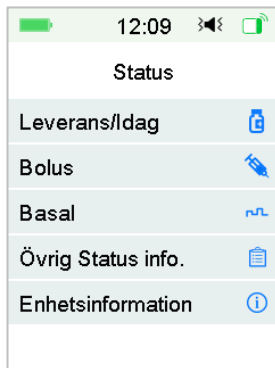 12:09
Status
Leverans/Idag
Bolus
Basal
Övrig Status info.
Enhetsinformation